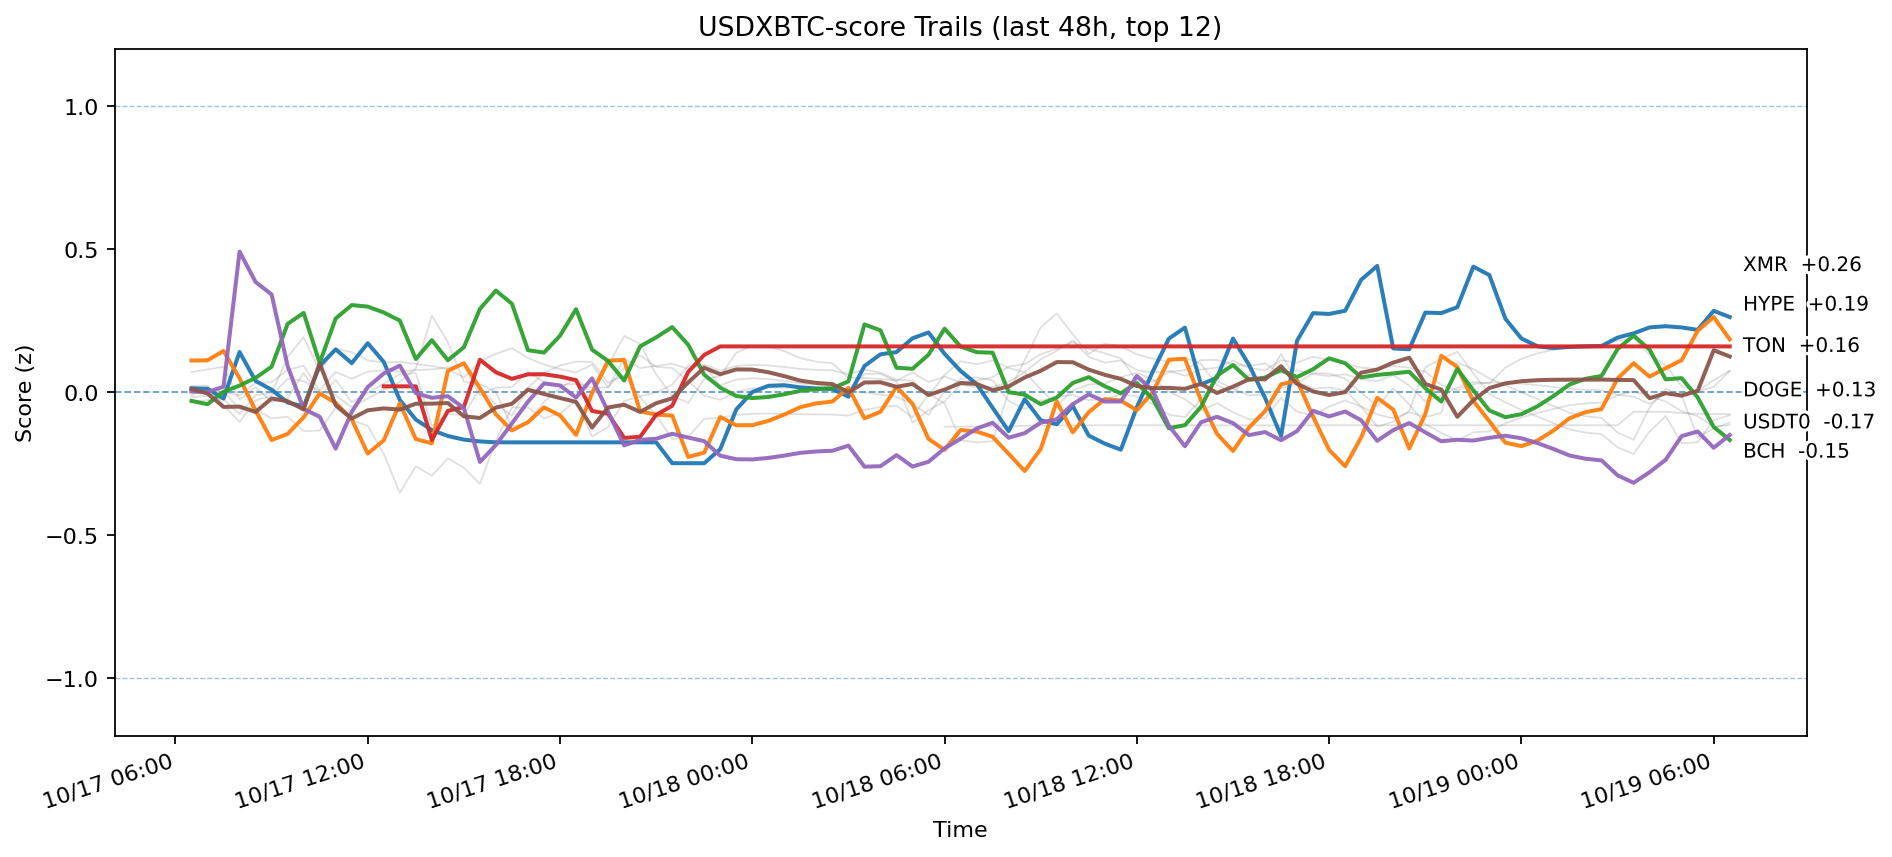 USDXBTC-score Trails (last 48h, top 12)
Score (z)
1.0
0.5
0.0
−0.5
−1.0
XMR +0.26
HYPE +0.19
TON +0.16
DOGE +0.13
USDT0 -0.17
BCH -0.15
10/17 06:00
10/17 12:00
10/17 18:00
10/18 00:00
10/18 06:00
10/18 12:00
10/18 18:00
10/19 00:00
10/19 06:00
Time